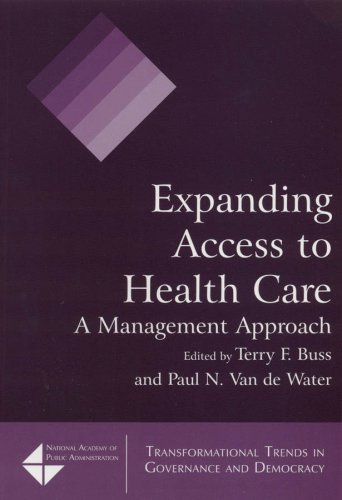 Expanding
Access to
Health Care
A Management Approach
Edited by Terry F. Buss
and Paul N. Van de Water
National Academy of
Public Administration
Transformational Trends in
Governance and Democracy